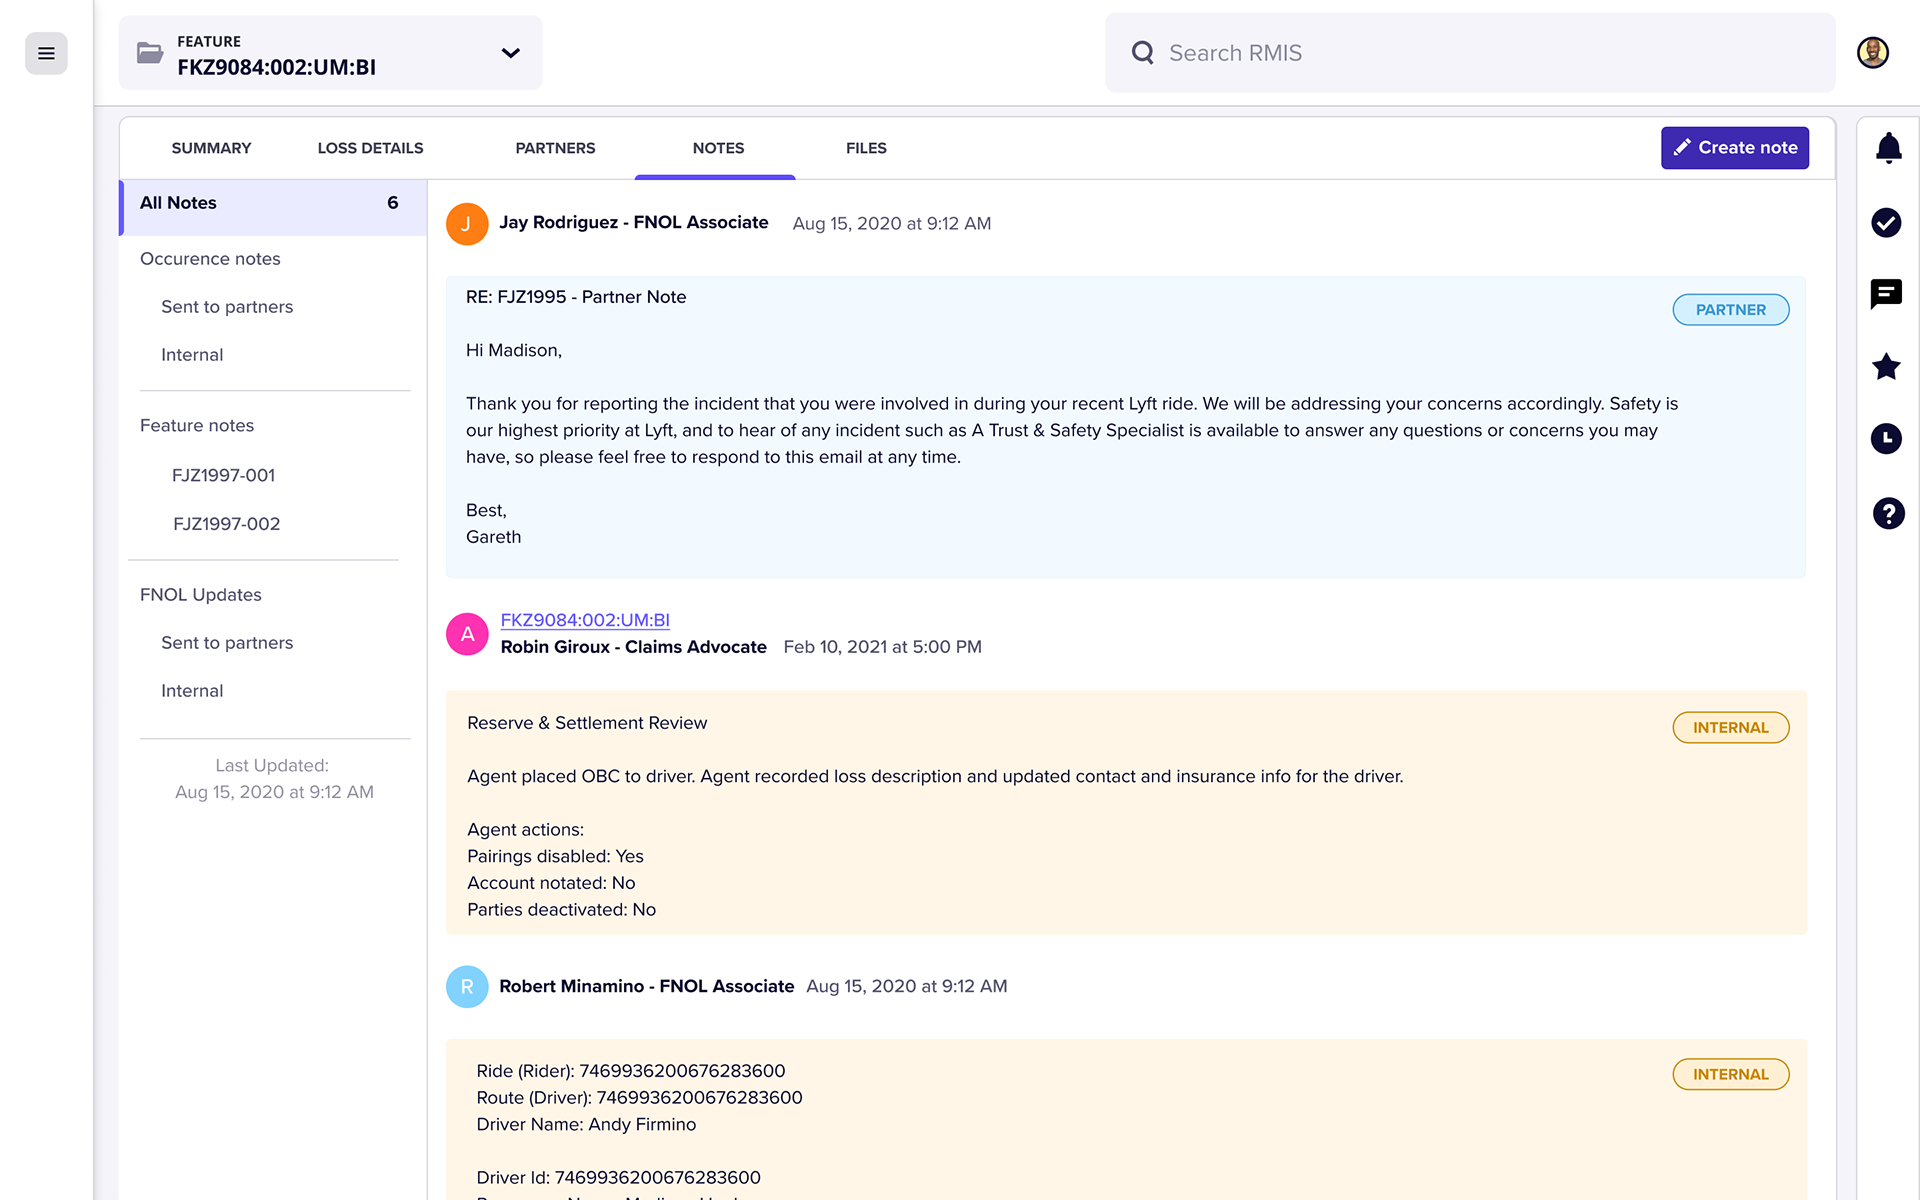 FEATURE
FKZ9084:002:UM:BI
Search RMIS
SUMMARY
LOSS DETAILS
PARTNERS
NOTES
FILES
Create note
All Notes 6
Occurence notes
Sent to partners
Internal
Feature notes
FJZ1997-001
FJZ1997-002
FNOL Updates
Sent to partners
Internal
Last Updated:
Aug 15, 2020 at 9:12 AM
J
Jay Rodriguez - FNOL Associate Aug 15, 2020 at 9:12 AM
RE: FJZ1995 - Partner Note
PARTNER
Hi Madison,
Thank you for reporting the incident that you were involved in during your recent Lyft ride. We will be addressing your concerns accordingly. Safety is
our highest priority at Lyft, and to hear of any incident such as A Trust & Safety Specialist is available to answer any questions or concerns you may
have, so please feel free to respond to this email at any time.
Best,
Gareth
A
FKZ9084:002:UM:BI
Robin Giroux - Claims Advocate Feb 10, 2021 at 5:00 PM
Reserve & Settlement Review
INTERNAL
Agent placed OBC to driver. Agent recorded loss description and updated contact and insurance info for the driver.
Agent actions:
Pairings disabled: Yes
Account notated: No
Parties deactivated: No
R
Robert Minamino - FNOL Associate Aug 15, 2020 at 9:12 AM
Ride (Rider): 7469936200676283600
INTERNAL
Route (Driver): 7469936200676283600
Driver Name: Andy Firmino
Driver Id: 7469936200676283600